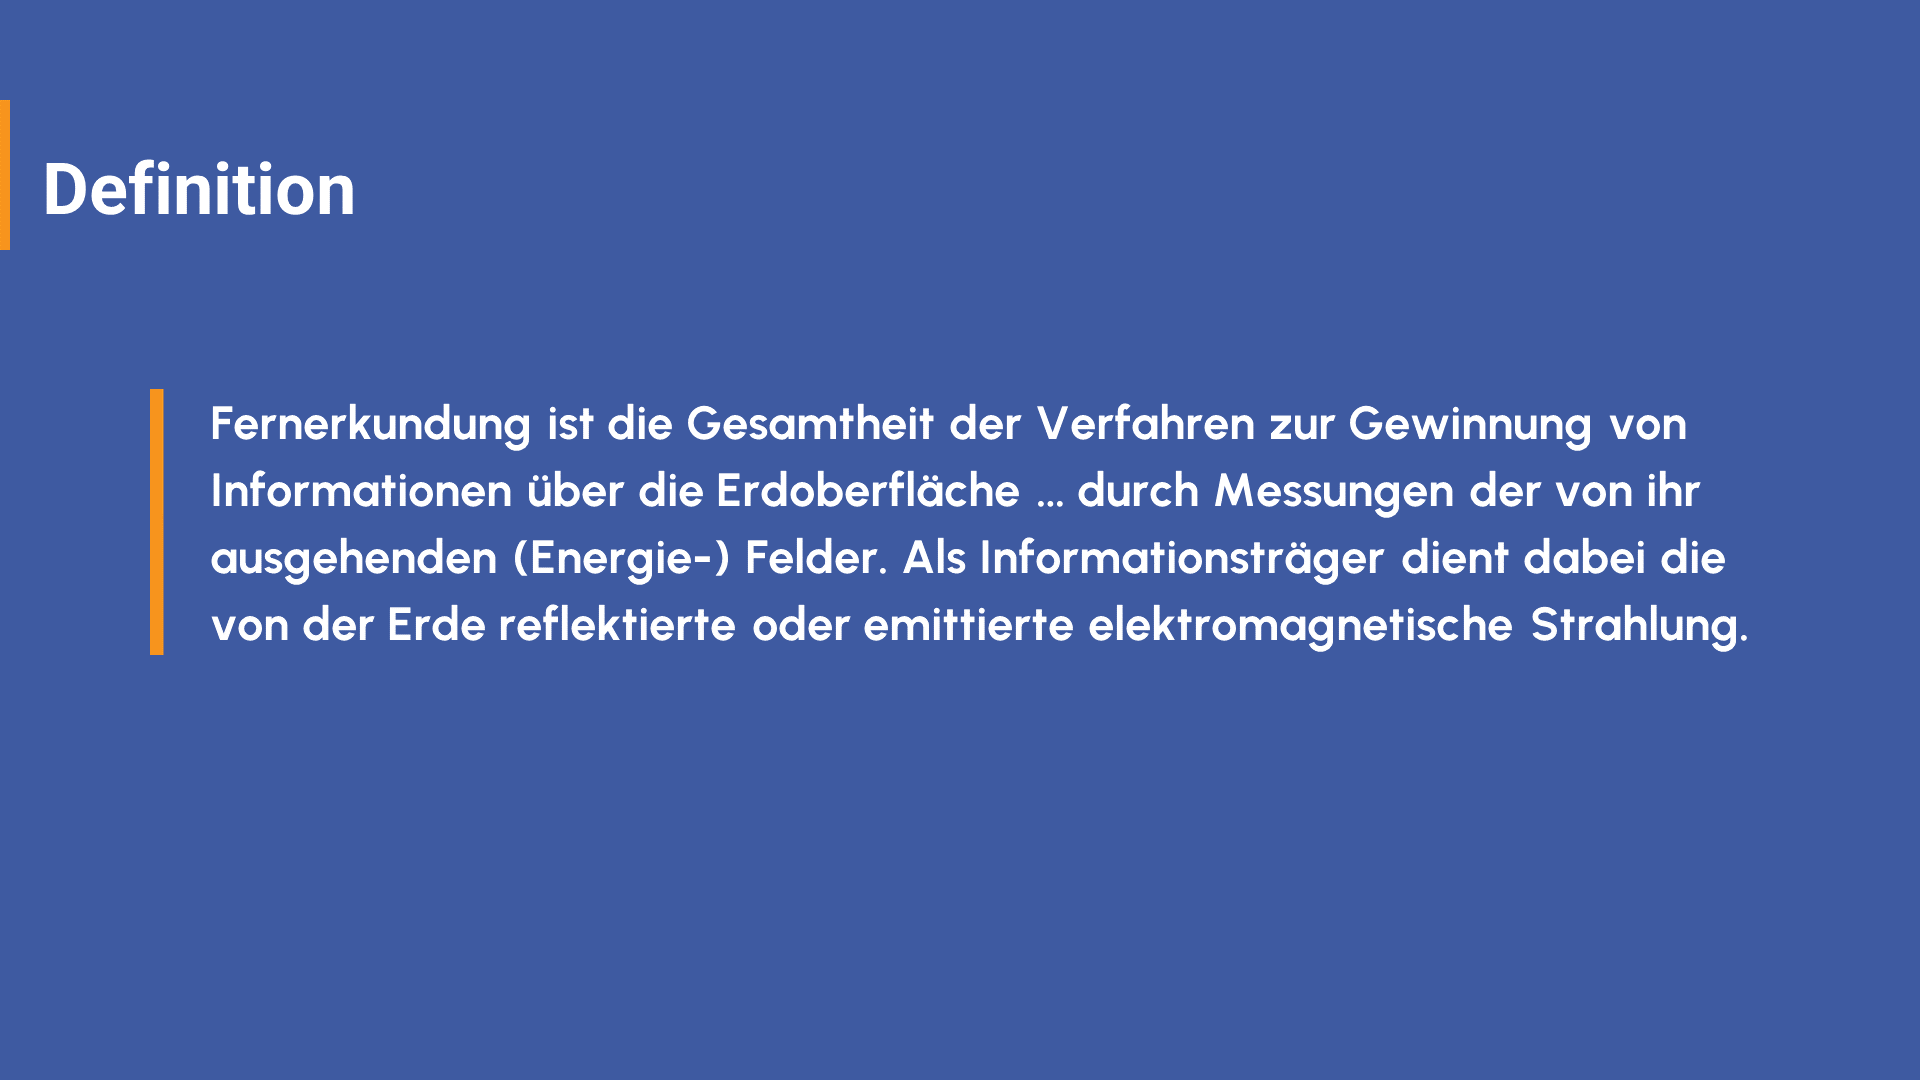 Definition
Fernerkundung ist die Gesamtheit der Verfahren zur Gewinnung von
Informationen über die Erdoberfläche ... durch Messungen der von ihr
ausgehenden (Energie-) Felder. Als Informationsträger dient dabei die
von der Erde reflektierte oder emittierte elektromagnetische Strahlung.